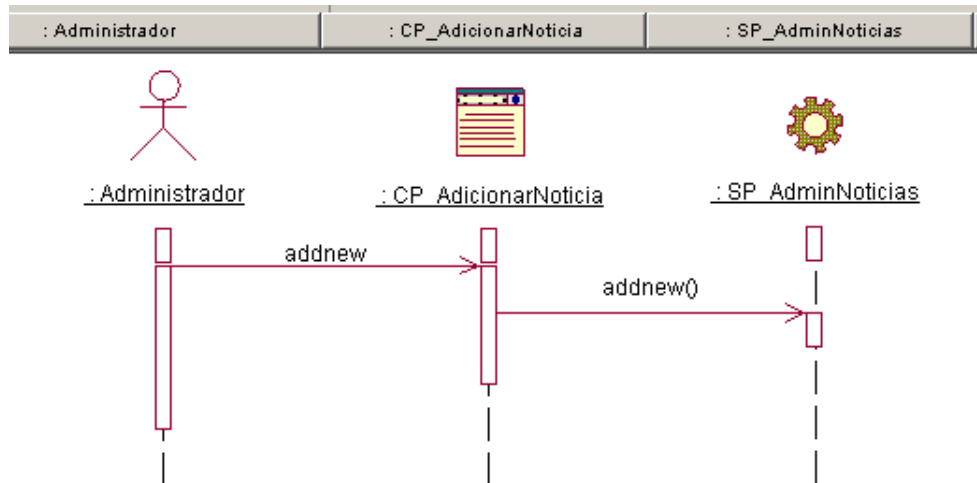 : Administrador
: CP_AdicionarNoticia
: SP_AdminNoticias
: Administrador
: CP_AdicionarNoticia
: SP_AdminNoticias
addnew
addnew()